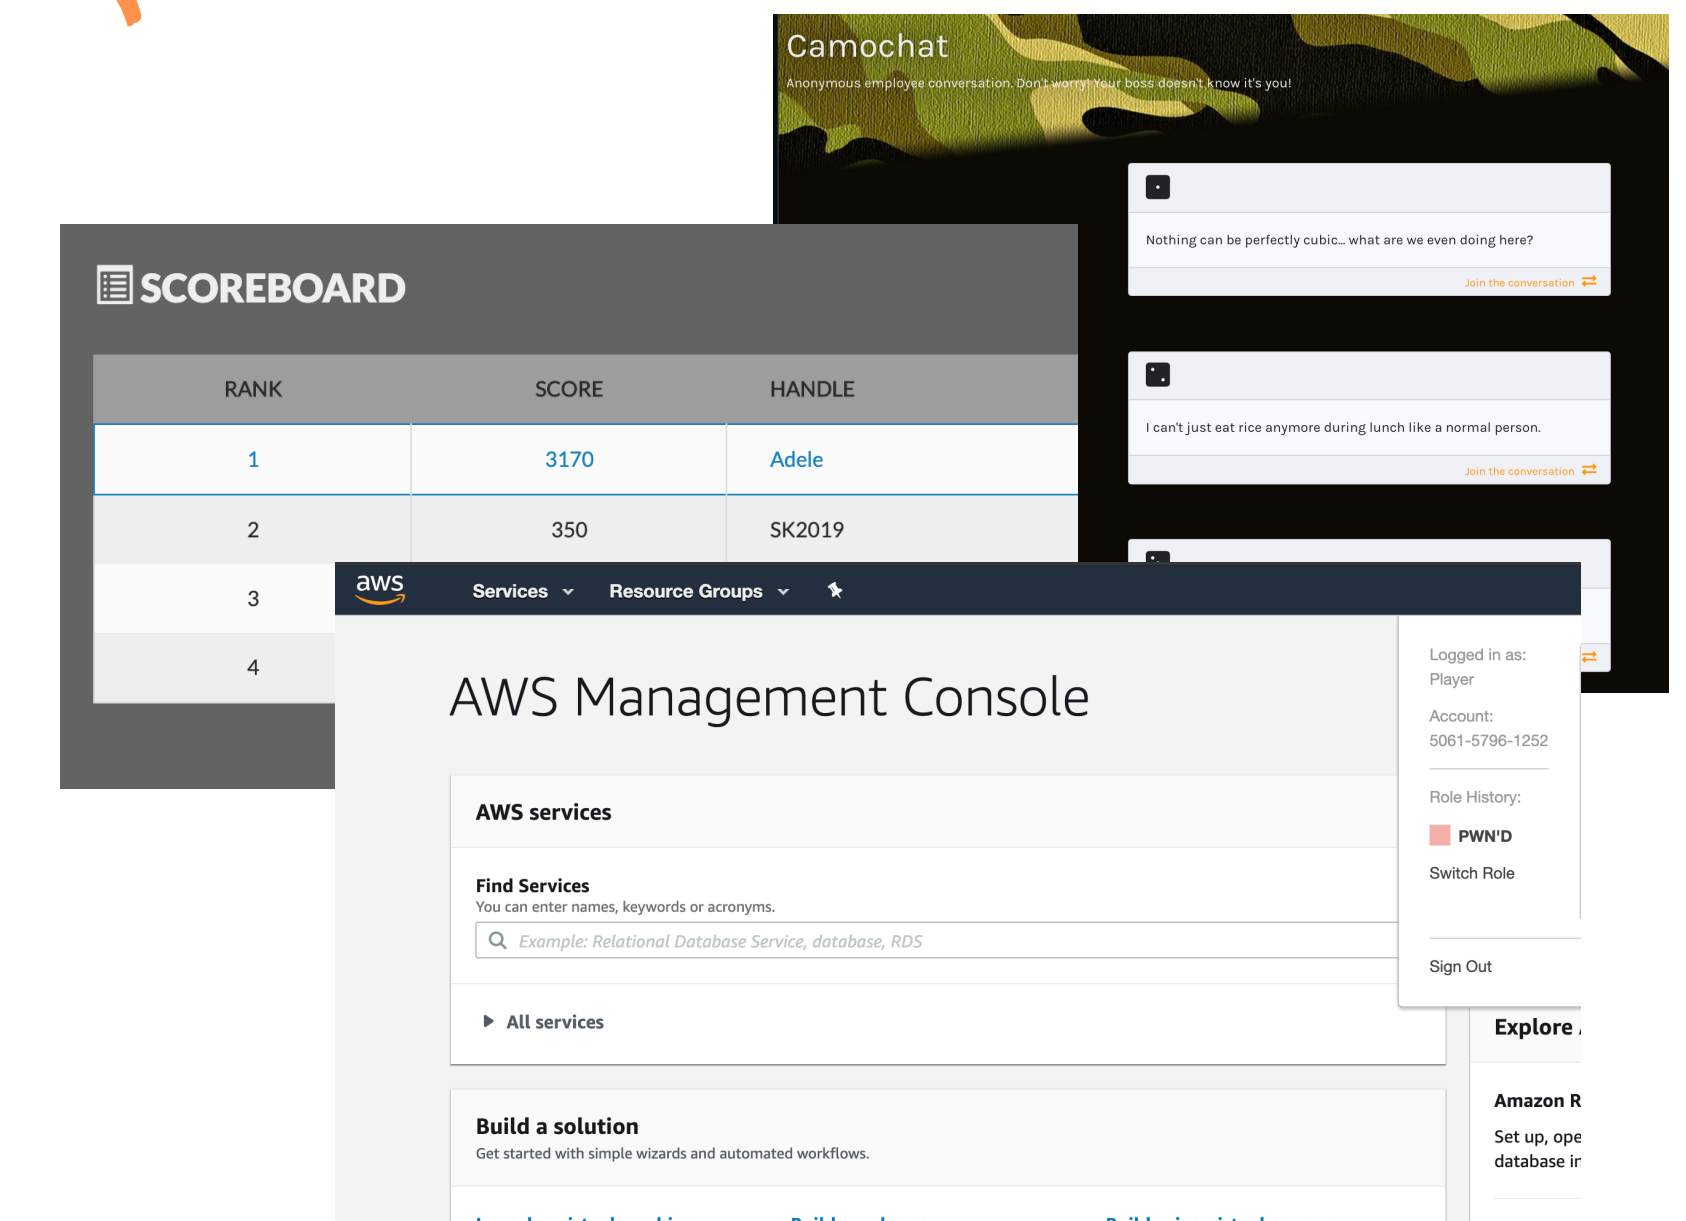 Camochat
Anonymous employee conversation. Don't worry! Your boss doesn't know it's you!
Nothing can be perfectly cubic... what are we even doing here?
Join the conversation
I can't just eat rice anymore during lunch like a normal person.
Join the conversation
SCOREBOARD
RANK SCORE HANDLE
1 3170 Adele
2 350 SK2019
3
4
aws Services Resource Groups
AWS Management Console
Logged in as:
Player
Account:
5061-5796-1252
Role History:
PWN'D
Switch Role
Sign Out
AWS services
Find Services
You can enter names, keywords or acronyms.
Example: Relational Database Service, database, RDS
All services
Build a solution
Get started with simple wizards and automated workflows.
Explore
Amazon R
Set up, ope
database in